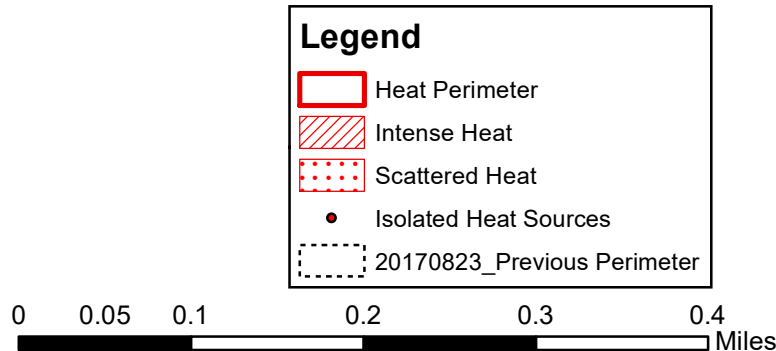 Legend
Heat Perimeter
Intense Heat
Scattered Heat
Isolated Heat Sources
20170823_Previous Perimeter
0 0.05 0.1 0.2 0.3 0.4
Miles